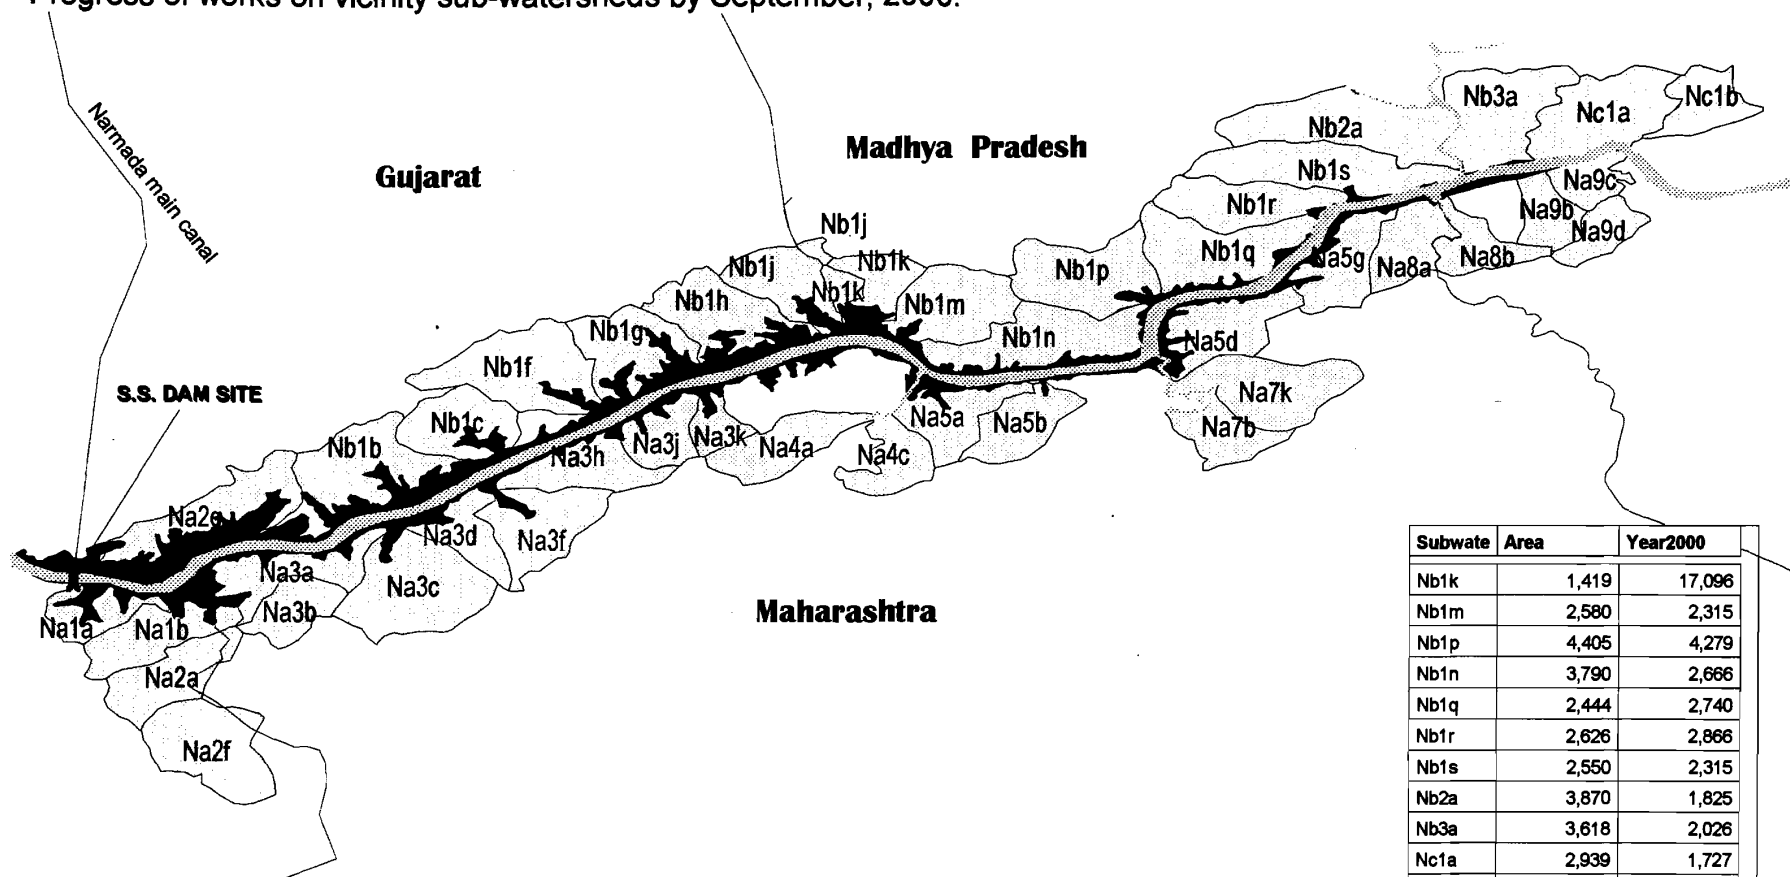 Progress of works on vicinity sub-watersheds by September, 2000.
Narmada main canal
Gujarat
Madhya Pradesh
Maharashtra
S.S. DAM SITE
Nb3a
Nc1a
Nc1b
Nb2a
Nb1s
Na9c
Nb1r
Na9b
Na9d
Nb1j
Nb1q
Na5g
Na8a
Na8b
Nb1j
Nb1k
Nb1p
Nb1h
Nb1k
Nb1m
Nb1g
Nb1n
Na5d
Nb1f
Na7k
Nb1c
Na5a
Na5b
Na7b
Nb1b
Na3h
Na3j
Na3k
Na4a
Na4c
Na3d
Na3f
Na3a
Na3c
Na3b
Na1a
Na1b
Na2a
Na2f
Subwate Area Year2000
Nb1k 1,419 17,096
Nb1m 2,580 2,315
Nb1p 4,405 4,279
Nb1n 3,790 2,666
Nb1q 2,444 2,740
Nb1r 2,626 2,866
Nb1s 2,550 2,315
Nb2a 3,870 1,825
Nb3a 3,618 2,026
Nc1a 2,939 1,727